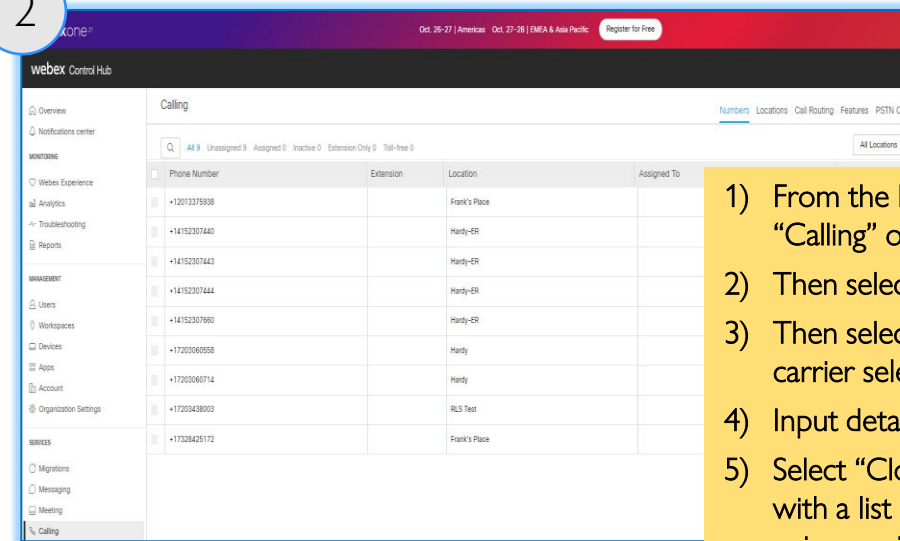 2
xone21
Oct. 26-27 | Americas Oct. 27-28 | EMEA & Asia Pacific Register for Free
webex Control Hub
Overview
Notifications center
MONITORING
Webex Experience
Analytics
Troubleshooting
Reports
MANAGEMENT
Users
Workspaces
Devices
Apps
Account
Organization Settings
SERVICES
Migrations
Messaging
Meeting
Calling
Calling
Numbers Locations Call Routing Features PSTN
All 9 Unassigned 9 Assigned 0 Inactive 0 Extension Only 0 Toll-free 0
All Locations
Phone Number Extension Location Assigned To
+12013375938 Frank's Place
+14152307440 Hardy-ER
+14152307443 Hardy-ER
+14152307444 Hardy-ER
+14152307660 Hardy-ER
+17203060558 Hardy
+17203060714 Hardy
+17203438003 RLS Test
+17328425172 Frank's Place
1) From the
"Calling"
2) Then selec
3) Then selec
carrier sele
4) Input deta
5) Select "Clo
with a list